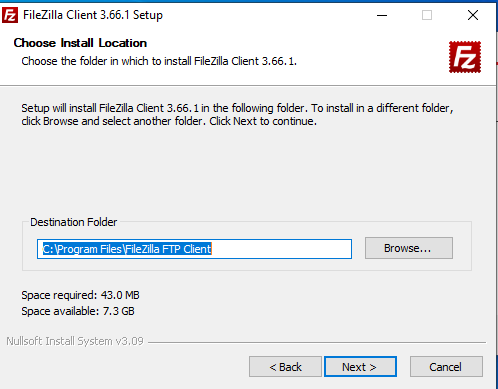 FileZilla Client 3.66.1 Setup
Choose Install Location
Choose the folder in which to install FileZilla Client 3.66.1.
Setup will install FileZilla Client 3.66.1 in the following folder. To install in a different folder,
click Browse and select another folder. Click Next to continue.
Destination Folder
C:\Program Files\FileZilla FTP Client
Browse...
Space required: 43.0 MB
Space available: 7.3 GB
Nullsoft Install System v3.09
< Back
Next >
Cancel